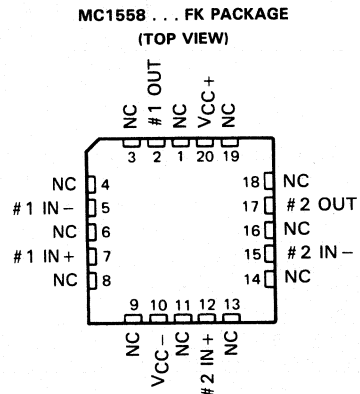 MC1558 . . . FK PACKAGE
(TOP VIEW)
NC
#1 OUT
NC
VCC+
NC
3 2 1 20 19
NC 4
#1 IN- 5
NC 6
#1 IN+ 7
NC 8
18 NC
17 #2 OUT
16 NC
15 #2 IN-
14 NC
9 10 11 12 13
NC
VCC-
NC
#2 IN+
NC